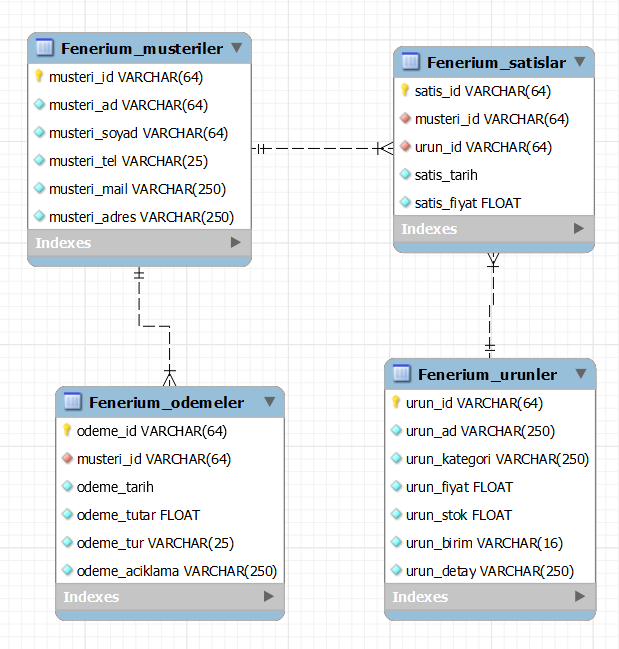 Fenerium_musteriler
musteri_id VARCHAR(64)
musteri_ad VARCHAR(64)
musteri_soyad VARCHAR(64)
musteri_tel VARCHAR(25)
musteri_mail VARCHAR(250)
musteri_adres VARCHAR(250)
Indexes
Fenerium_satislar
satis_id VARCHAR(64)
musteri_id VARCHAR(64)
urun_id VARCHAR(64)
satis_tarih
satis_fiyat FLOAT
Indexes
Fenerium_odemeler
odeme_id VARCHAR(64)
musteri_id VARCHAR(64)
odeme_tarih
odeme_tutar FLOAT
odeme_tur VARCHAR(25)
odeme_aciklama VARCHAR(250)
Indexes
Fenerium_urunler
urun_id VARCHAR(64)
urun_ad VARCHAR(250)
urun_kategori VARCHAR(250)
urun_fiyat FLOAT
urun_stok FLOAT
urun_birim VARCHAR(16)
urun_detay VARCHAR(250)
Indexes